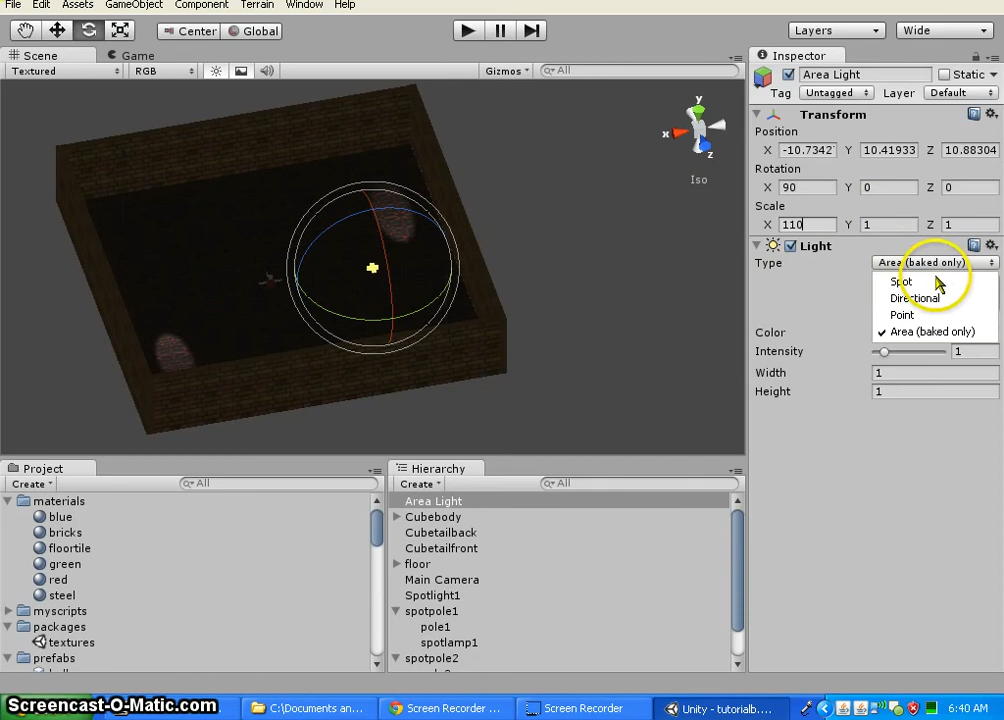 File Edit Assets GameObject Component Terrain Window Help
Center Global Layers Wide
Scene Game
Textured RGB Gizmos All
y
x
z
Iso
Inspector
Area Light Static
Tag Untagged Layer Default
Transform
Position
X -10.7342 Y 10.41933 Z 10.88304
Rotation
X 90 Y 0 Z 0
Scale
X 110 Y 1 Z 1
Light
Type Area (baked only)
Spot
Directional
Point
Area (baked only)
Color
Intensity 1
Width 1
Height 1
Project
Create All
materials
blue
bricks
floortile
green
red
steel
myscripts
packages
textures
prefabs
Hierarchy
Create All
Area Light
Cubebody
Cubetailback
Cubetailfront
floor
Main Camera
Spotlight1
spotpole1
pole1
spotlamp1
spotpole2
Screencast-O-Matic.com
C:\Documents an...
Screen Recorder ...
Screen Recorder
Unity - tutorialb...
6:40 AM